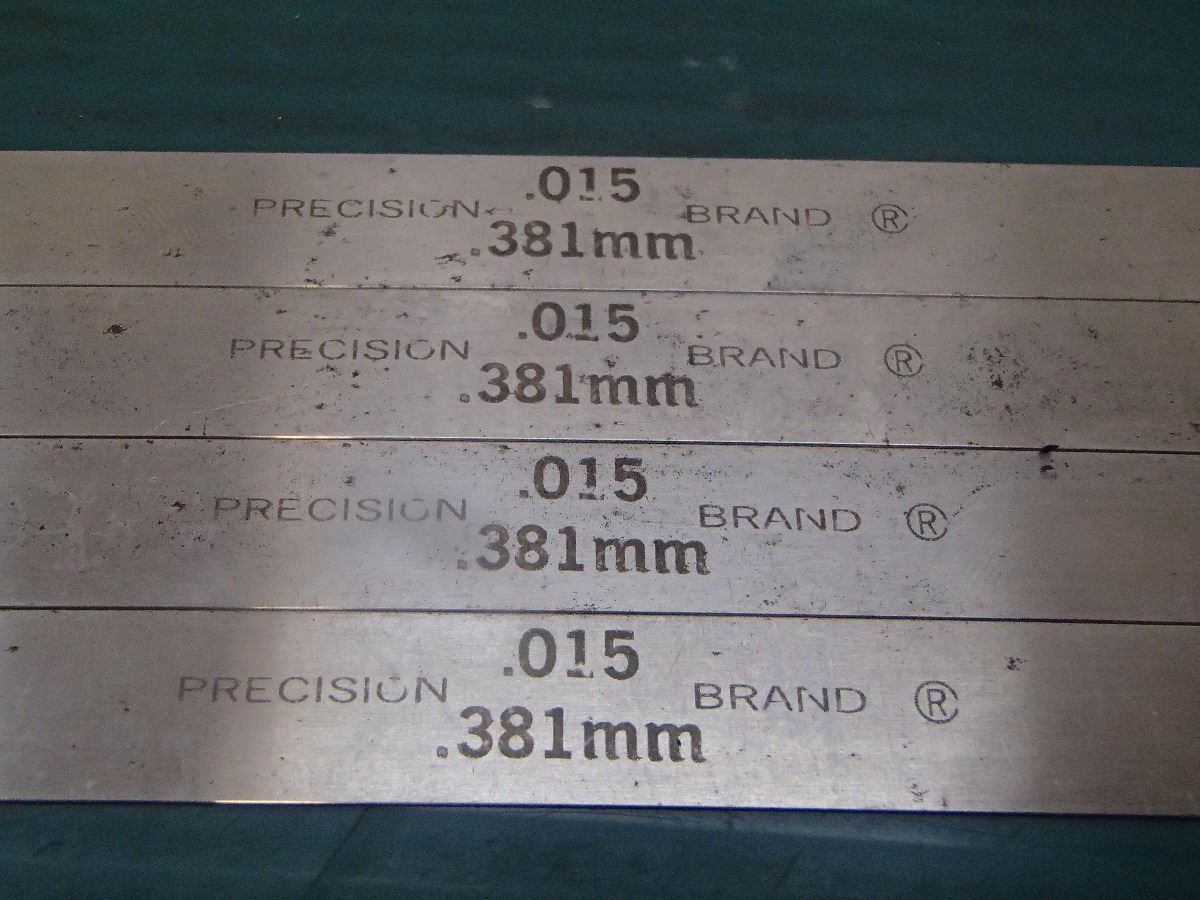 .015
PRECISION BRAND ®
.381mm
.015
PRECISION BRAND ®
.381mm
.015
PRECISION BRAND ®
.381mm
.015
PRECISION BRAND ®
.381mm